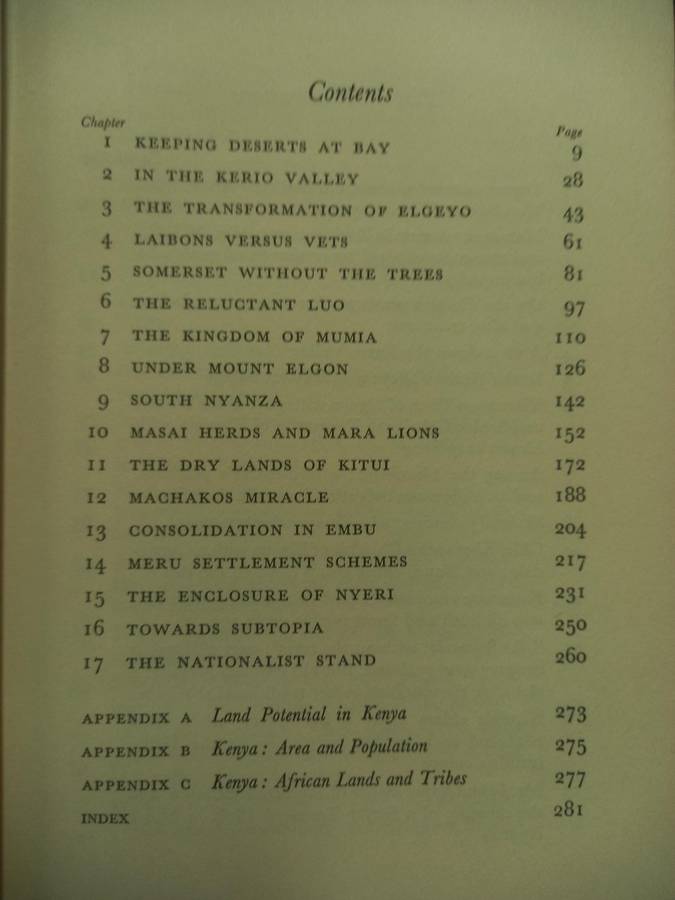 Contents
Chapter Page
1 KEEPING DESERTS AT BAY 9
2 IN THE KERIO VALLEY 28
3 THE TRANSFORMATION OF ELGEYO 43
4 LAIBONS VERSUS VETS 61
5 SOMERSET WITHOUT THE TREES 81
6 THE RELUCTANT LUO 97
7 THE KINGDOM OF MUMIA 110
8 UNDER MOUNT ELGON 126
9 SOUTH NYANZA 142
10 MASAI HERDS AND MARA LIONS 152
11 THE DRY LANDS OF KITUI 172
12 MACHAKOS MIRACLE 188
13 CONSOLIDATION IN EMBU 204
14 MERU SETTLEMENT SCHEMES 217
15 THE ENCLOSURE OF NYERI 231
16 TOWARDS SUBTOPIA 250
17 THE NATIONALIST STAND 260
APPENDIX A Land Potential in Kenya 273
APPENDIX B Kenya: Area and Population 275
APPENDIX C Kenya: African Lands and Tribes 277
INDEX 281